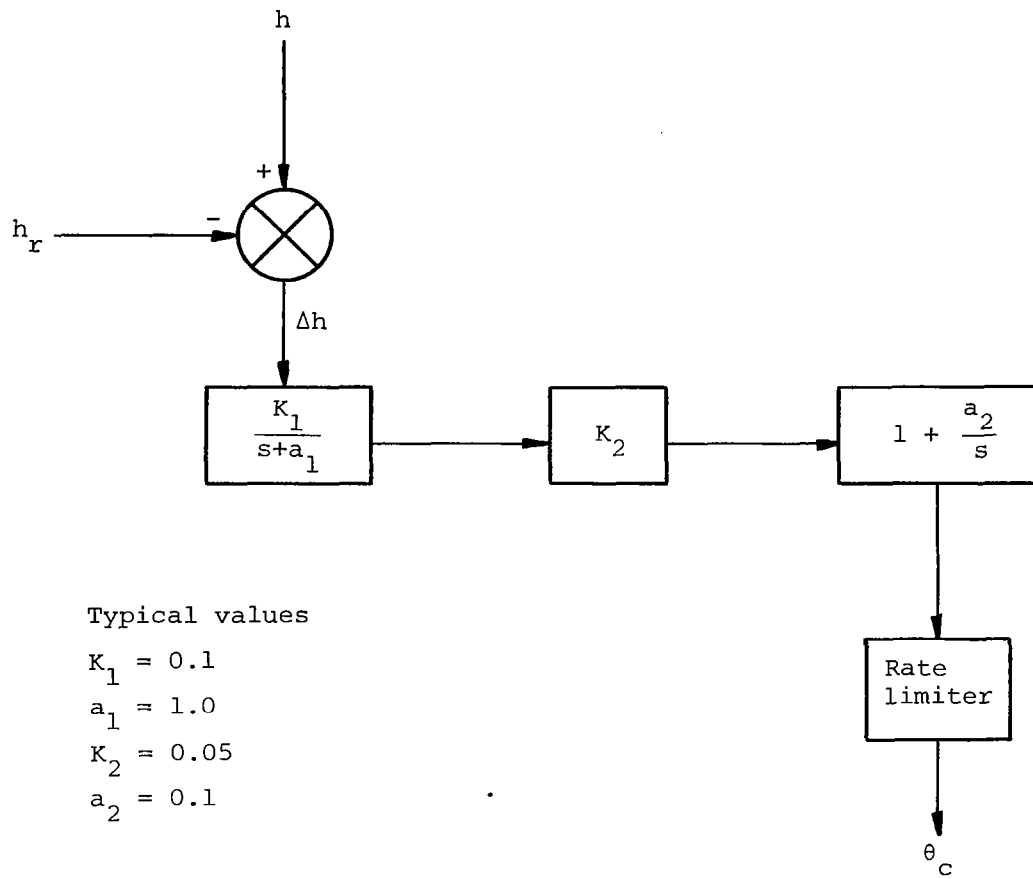 h
+
-
h_r
Δh
K_1
s+a_1
K_2
1 + a_2
s
Typical values
K_1 = 0.1
a_1 = 1.0
K_2 = 0.05
a_2 = 0.1
Rate
limiter
θ_c